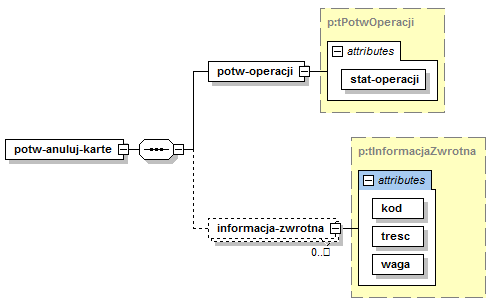 p:tPotwOperacji
attributes
potw-operacji
stat-operacji
potw-anuluj-karte
p:tInformacjaZwrotna
attributes
kod
informacja-zwrotna
tresc
0..
waga